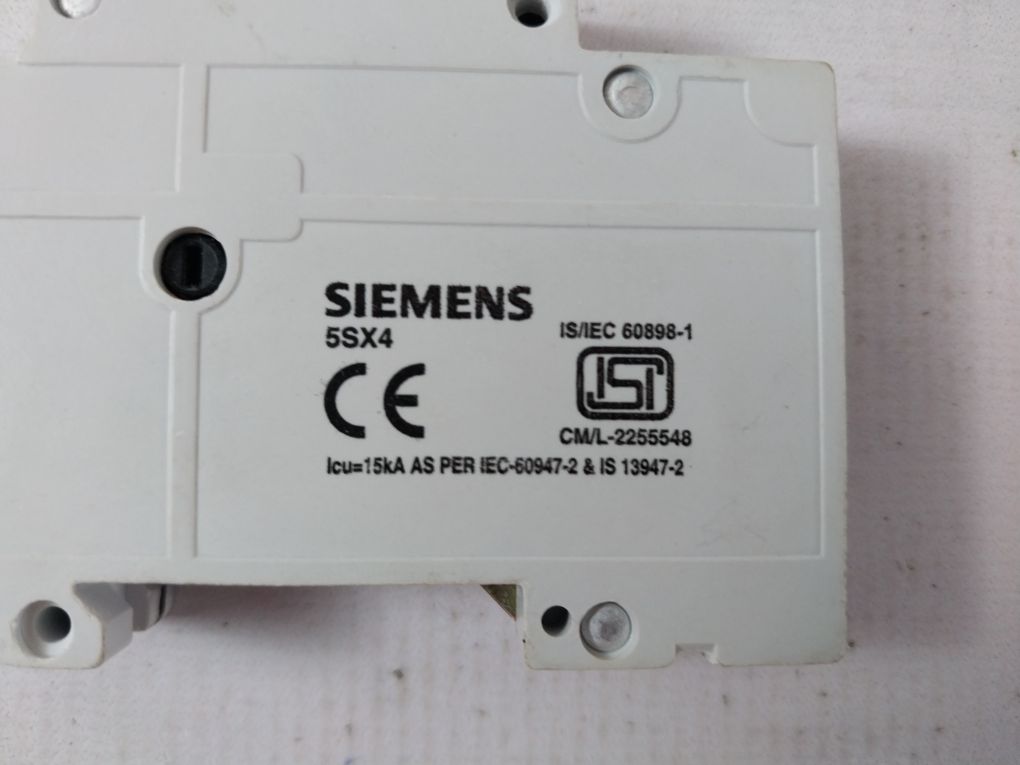 SIEMENS
5SX4
IS/IEC 60898-1
CE
ISI
CM/L-2255548
Icu=15kA AS PER IEC-60947-2 & IS 13947-2